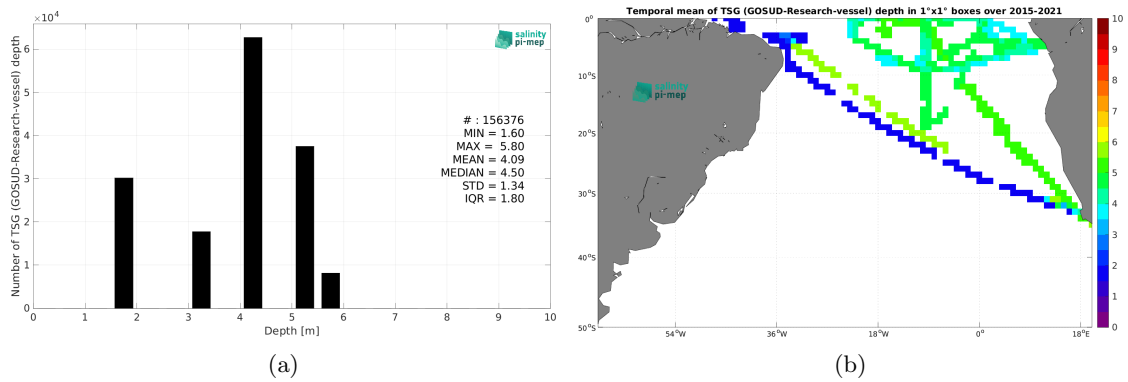 ×10⁴
Number of TSG (GOSUD-Research-vessel) depth
6
5
4
3
2
1
0
salinity
pi-mep
# : 156376
MIN = 1.60
MAX = 5.80
MEAN = 4.09
MEDIAN = 4.50
STD = 1.34
IQR = 1.80
0 1 2 3 4 5 6 7 8 9 10
Depth [m]
(a)
Temporal mean of TSG (GOSUD-Research-vessel) depth in 1°x1° boxes over 2015-2021
0°
10°S
20°S
30°S
40°S
50°S
salinity
pi-mep
54°W 36°W 18°W 0° 18°E
10
9
8
7
6
5
4
3
2
1
0
(b)